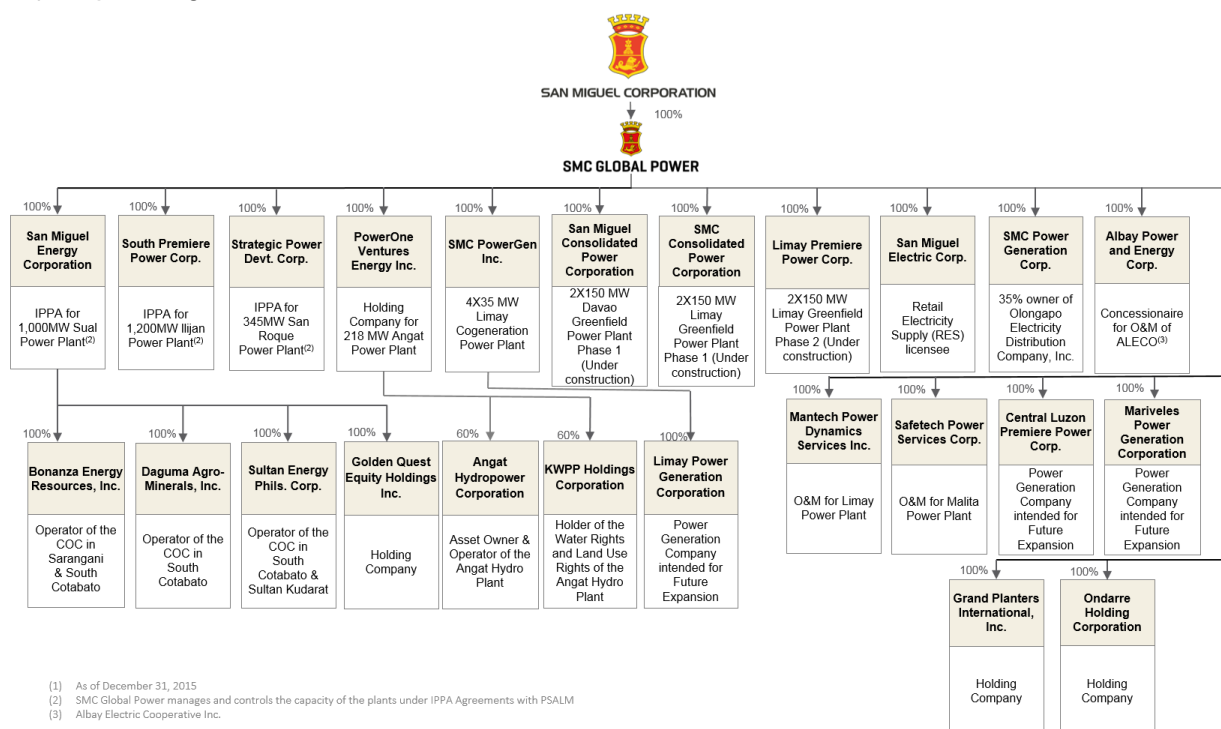 SAN MIGUEL CORPORATION
100%
SMC GLOBAL POWER
100%
San Miguel
Energy
Corporation
IPPA for
1,000MW Sual
Power Plant(2)
100%
South Premiere
Power Corp.
IPPA for
1,200MW Ilijan
Power Plant(2)
100%
Strategic Power
Devt. Corp.
IPPA for
345MW San
Roque
Power Plant(2)
100%
PowerOne
Ventures
Energy Inc.
Holding
Company for
218 MW Angat
Power Plant
100%
SMC PowerGen
Inc.
4X35 MW
Limay
Cogeneration
Power Plant
100%
San Miguel
Consolidated
Power
Corporation
2X150 MW
Davao
Greenfield
Power Plant
Phase 1
(Under
construction)
100%
SMC
Consolidated
Power
Corporation
2X150 MW
Limay
Greenfield
Power Plant
Phase 1 (Under
construction)
100%
Limay Premiere
Power Corp.
2X150 MW
Limay Greenfield
Power Plant
Phase 2 (Under
construction)
100%
San Miguel
Electric Corp.
Retail
Electricity
Supply (RES)
licensee
100%
SMC Power
Generation
Corp.
35% owner of
Olongapo
Electricity
Distribution
Company, Inc.
100%
Albay Power
and Energy
Corp.
Concessionaire
for O&M of
ALECO(3)
100%
Bonanza Energy
Resources, Inc.
Operator of the
COC in
Sarangani
& South
Cotabato
100%
Daguma Agro-
Minerals, Inc.
Operator of the
COC in
South
Cotabato
100%
Sultan Energy
Phils. Corp.
Operator of the
COC in
South
Cotabato &
Sultan Kudarat
100%
Golden Quest
Equity Holdings
Inc.
Holding
Company
60%
Angat
Hydropower
Corporation
Asset Owner &
Operator of the
Angat Hydro
Plant
60%
KWPP Holdings
Corporation
Holder of the
Water Rights
and Land Use
Rights of the
Angat Hydro
Plant
100%
Limay Power
Generation
Corporation
Power
Generation
Company
intended for
Future
Expansion
100%
Mantech Power
Dynamics
Services Inc.
O&M for Limay
Power Plant
100%
Safetech Power
Services Corp.
O&M for Malita
Power Plant
100%
Central Luzon
Premiere Power
Corp.
Power
Generation
Company
intended for
Future
Expansion
100%
Mariveles
Power
Generation
Corporation
Power
Generation
Company
intended for
Future
Expansion
100%
Grand Planters
International,
Inc.
Holding
Company
100%
Ondarre
Holding
Corporation
Holding
Company
(1) As of December 31, 2015
(2) SMC Global Power manages and controls the capacity of the plants under IPPA Agreements with PSALM
(3) Albay Electric Cooperative Inc.